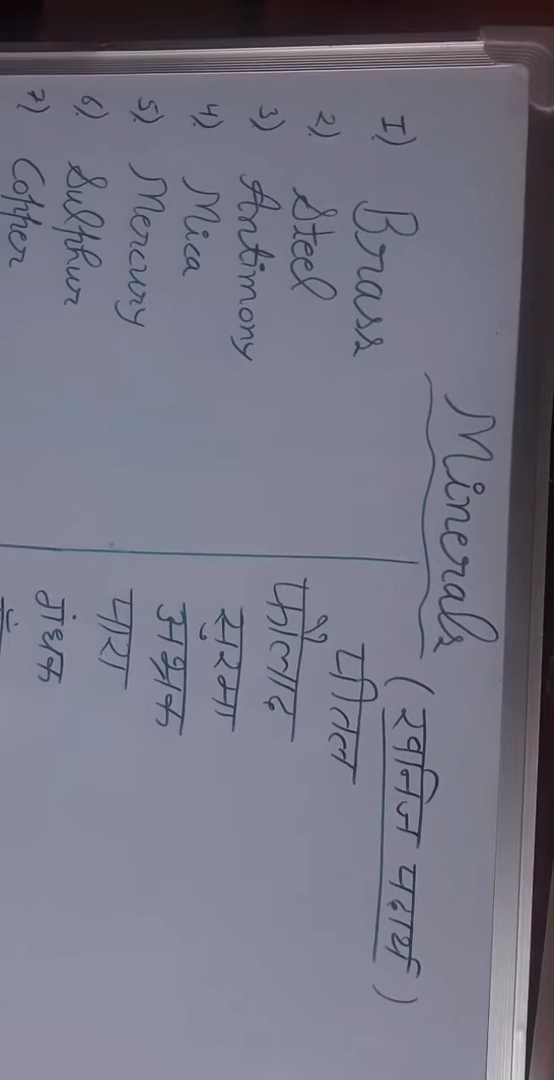 Minerals (खनिज पदार्थ)
1) Brass पीतल
2) Steel फौलाद
3) Antimony सुरमा
4) Mica अभ्रक
5) Mercury पारा
6) Sulphur गंधक
7) Copper